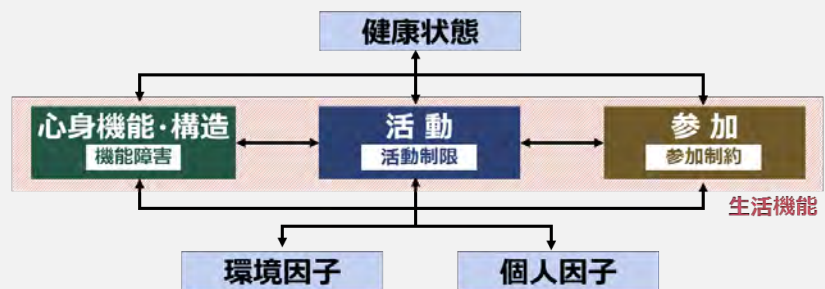 健康状態
心身機能・構造
機能障害
活動
活動制限
参加
参加制約
生活機能
環境因子
個人因子